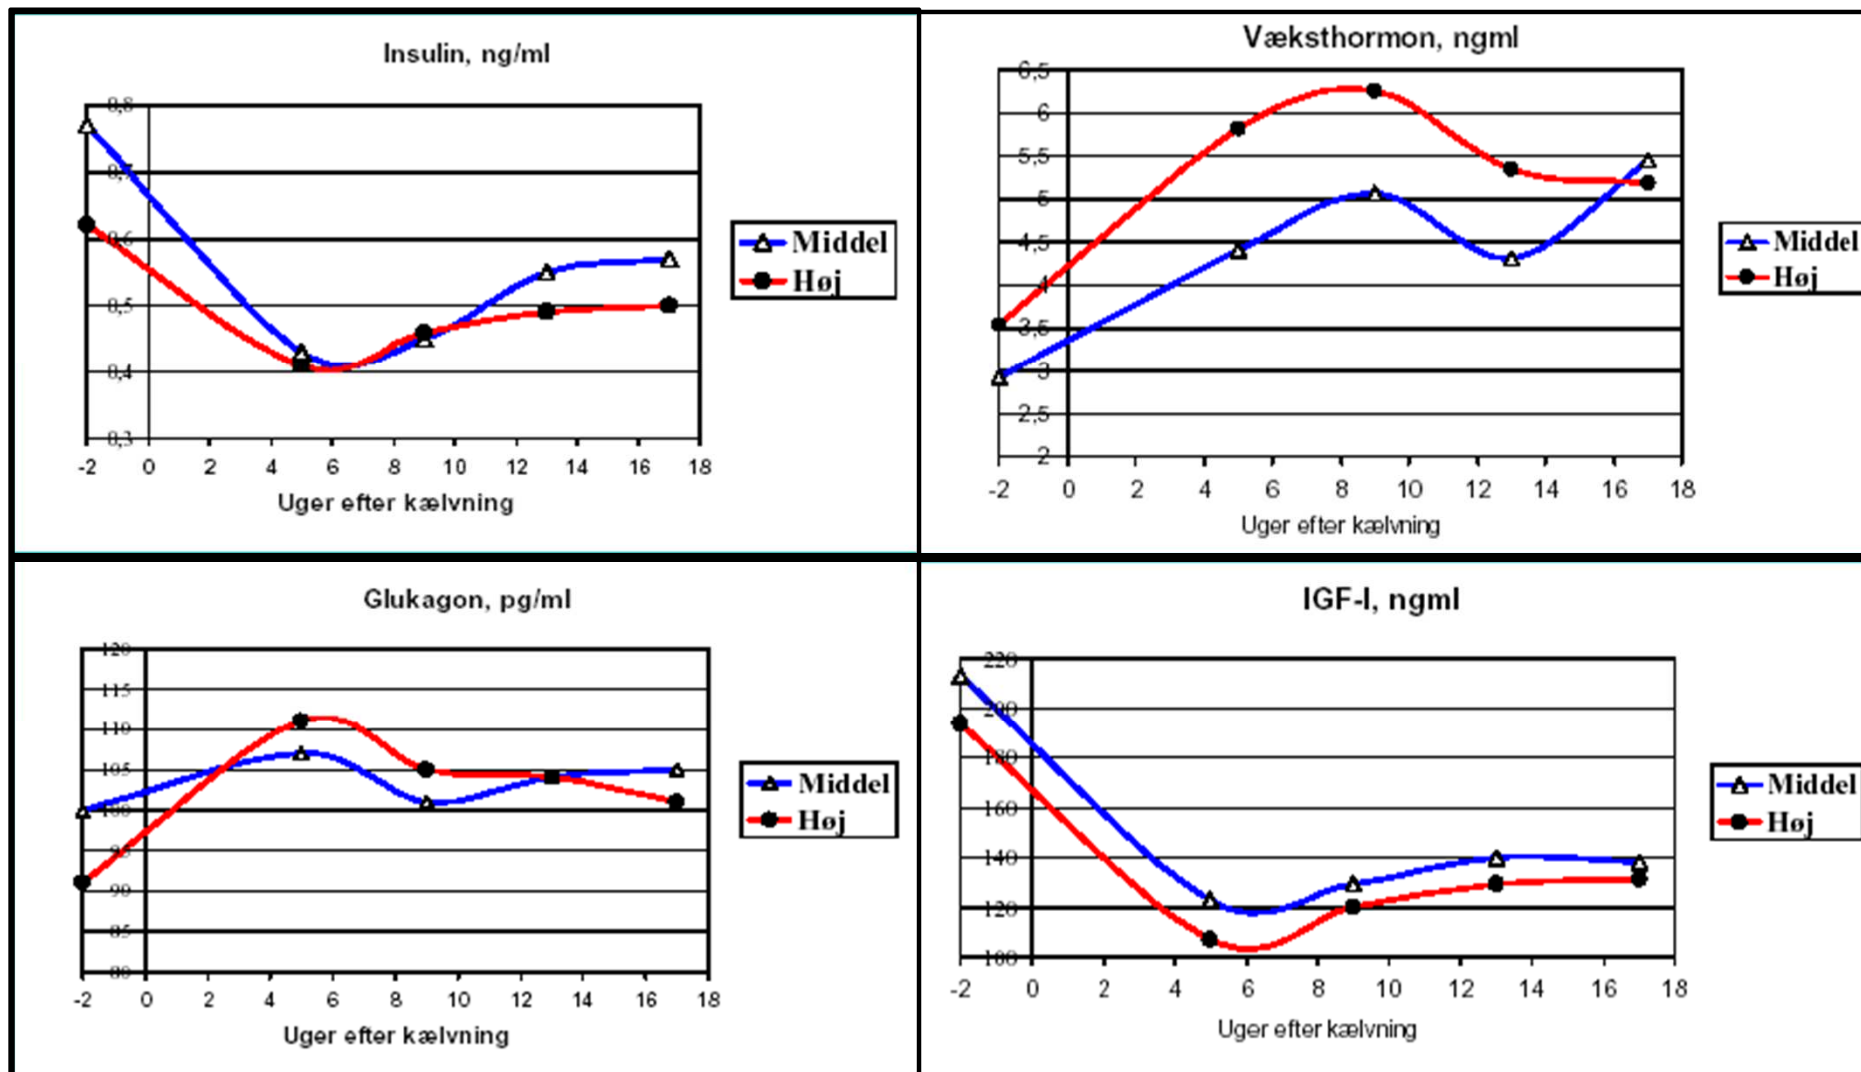 Insulin, ng/ml
0,8
0,7
0,6
0,5
0,4
0,3
-2 0 2 4 6 8 10 12 14 16 18
Uger efter kælvning
Middel
Høj
Væksthormon, ngml
6,5
6
5,5
5
4,5
4
3,5
3
2,5
2
-2 0 2 4 6 8 10 12 14 16 18
Uger efter kælvning
Middel
Høj
Glukagon, pg/ml
120
115
110
105
100
95
90
85
80
-2 0 2 4 6 8 10 12 14 16 18
Uger efter kælvning
Middel
Høj
IGF-I, ngml
220
200
180
160
140
120
100
-2 0 2 4 6 8 10 12 14 16 18
Uger efter kælvning
Middel
Høj